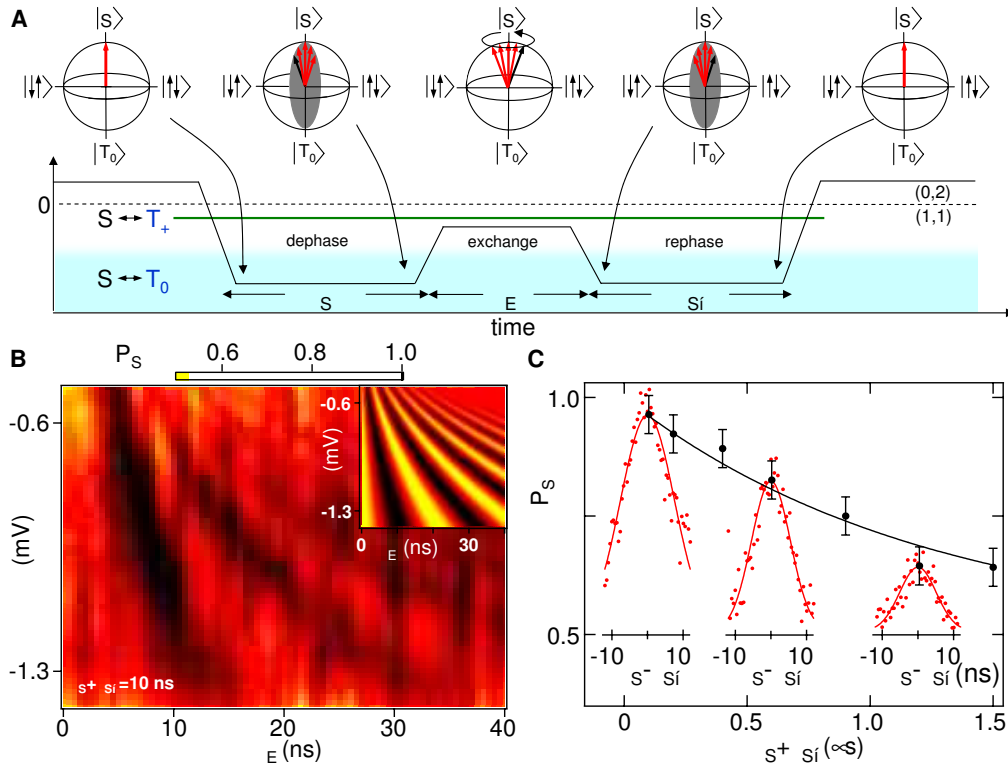 A
|S⟩ |S⟩ |S⟩ |S⟩ |S⟩
|↓↑⟩ |↑↓⟩ |↓↑⟩ |↑↓⟩ |↓↑⟩ |↑↓⟩ |↓↑⟩ |↑↓⟩ |↓↑⟩ |↑↓⟩
|T₀⟩ |T₀⟩ |T₀⟩ |T₀⟩ |T₀⟩
(0,2)
0
(1,1)
S ↔ T₊
dephase exchange rephase
S ↔ T₀
S E Sí
time
B
P_S 0.6 0.8 1.0
-0.6
(mV)
-1.3
-0.6
(mV)
-1.3
0 E (ns) 30
S+ Sí=10 ns
0 10 20 30 40
E (ns)
C
1.0
P_S
0.5
-10 10 -10 10 -10 10
S- Sí S- Sí S- Sí (ns)
0 0.5 1.0 1.5
S+ Sí (∝s)